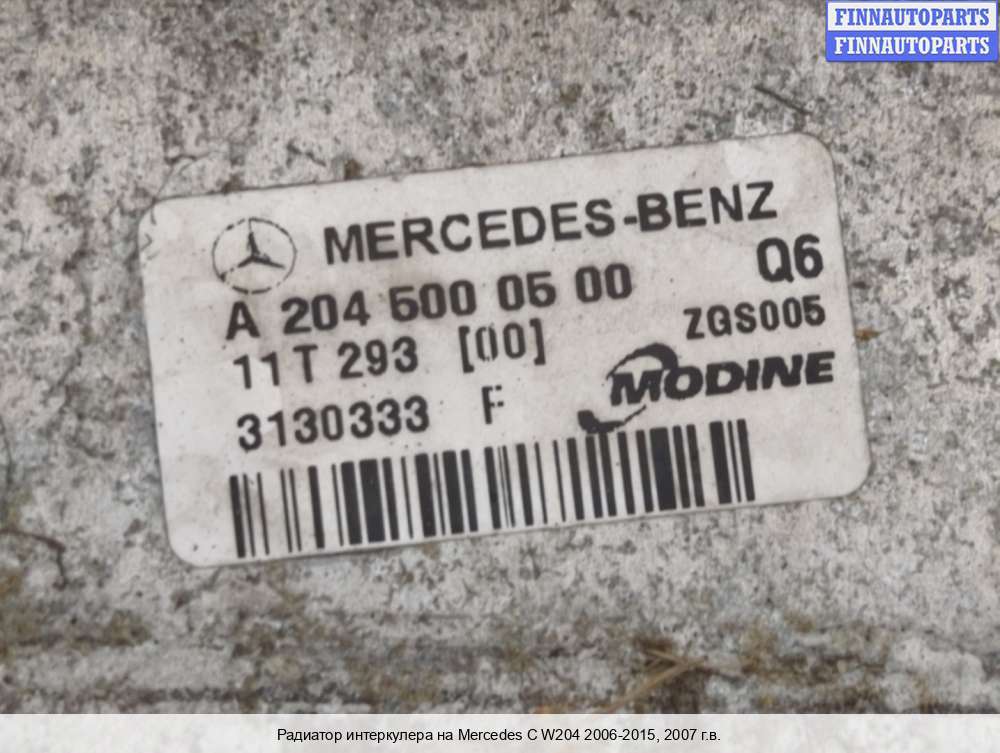 FINNAUTOPARTS
FINNAUTOPARTS
MERCEDES-BENZ
A 204 500 05 00 Q6
11T 293 [00] ZGS005
3130333 F MODINE
Радиатор интеркулера на Mercedes C W204 2006-2015, 2007 г.в.